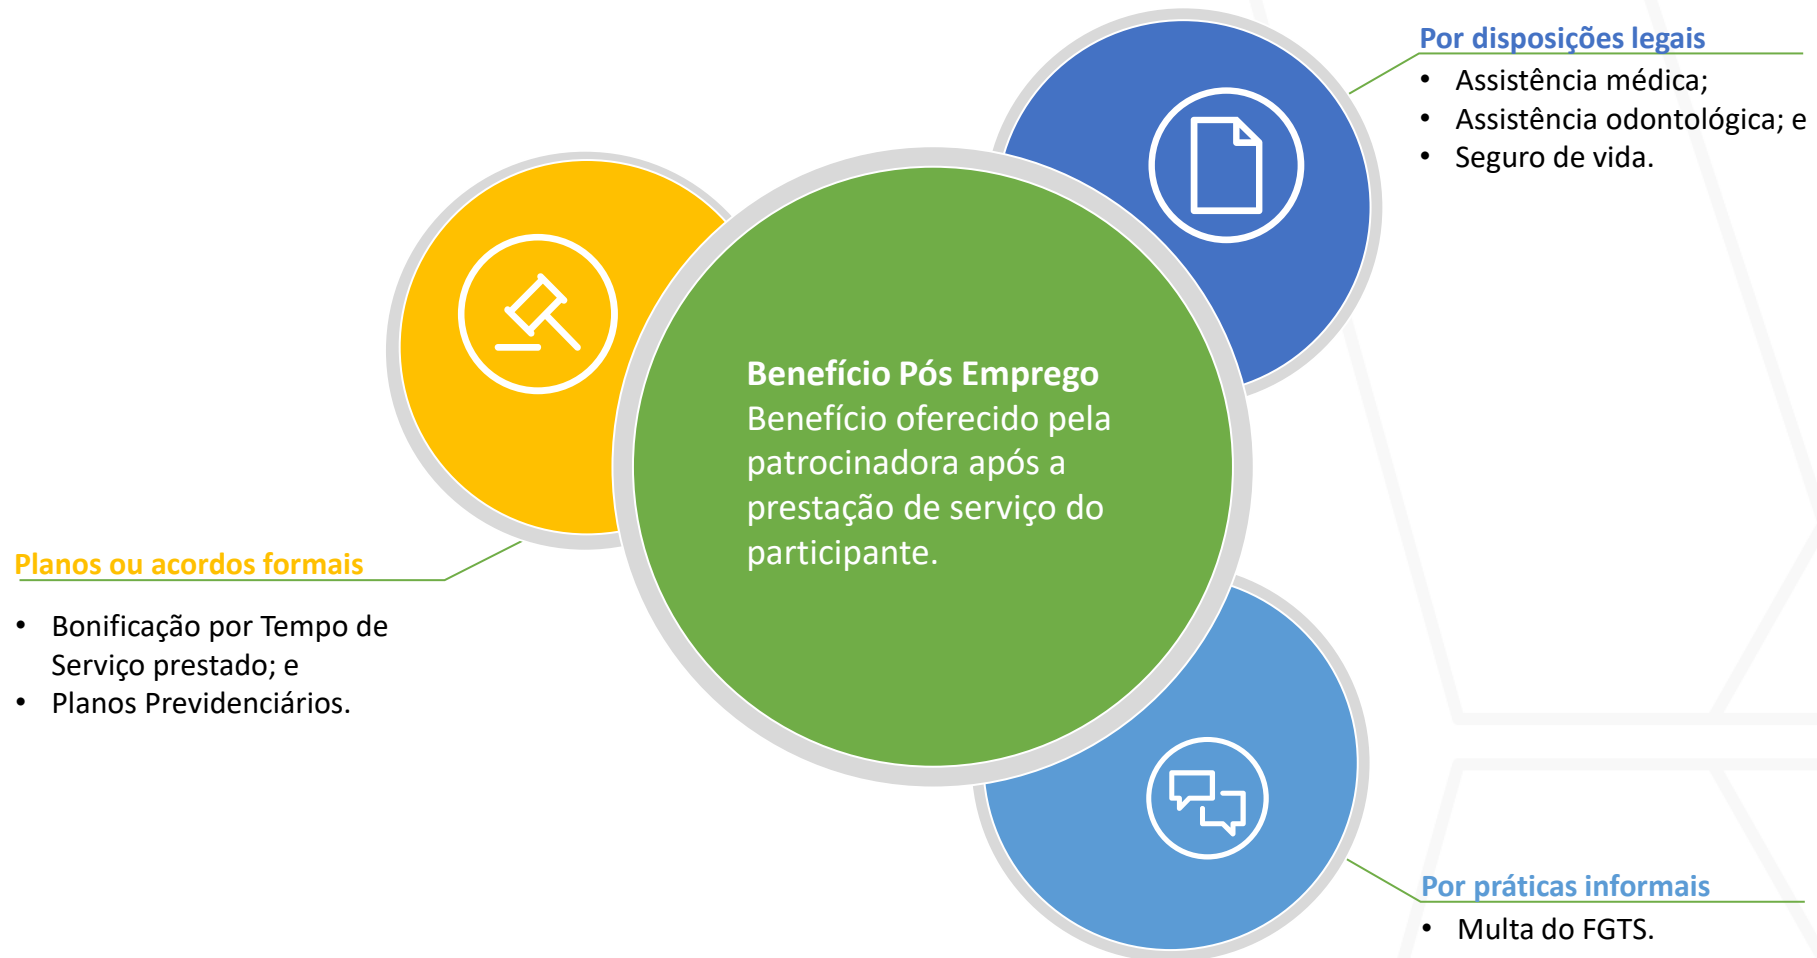 Por disposições legais
• Assistência médica;
• Assistência odontológica; e
• Seguro de vida.
Benefício Pós Emprego
Benefício oferecido pela
patrocinadora após a
prestação de serviço do
participante.
Planos ou acordos formais
• Bonificação por Tempo de
Serviço prestado; e
• Planos Previdenciários.
Por práticas informais
• Multa do FGTS.